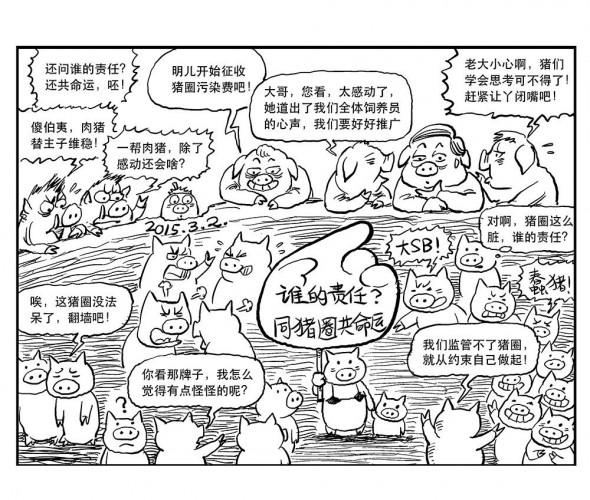 还问谁的责任?
还共命运，呸!
明儿开始征收
猪圈污染费吧!
大哥，您看，太感动了，
她道出了我们全体饲养员
的心声，我们要好好推广
老大小心啊，猪们
学会思考可不得了!
赶紧让丫闭嘴吧!
傻伯夷，肉猪
替主子维稳!
一帮肉猪，除了
感动还会啥?
2015.3.2.
对啊，猪圈这么
脏，谁的责任?
大SB!
蠢猪!
谁的责任?
同猪圈共命运
唉，这猪圈没法
呆了，翻墙吧!
我们监管不了猪圈，
就从约束自己做起!
你看那牌子，我怎么
觉得有点怪怪的呢?
?